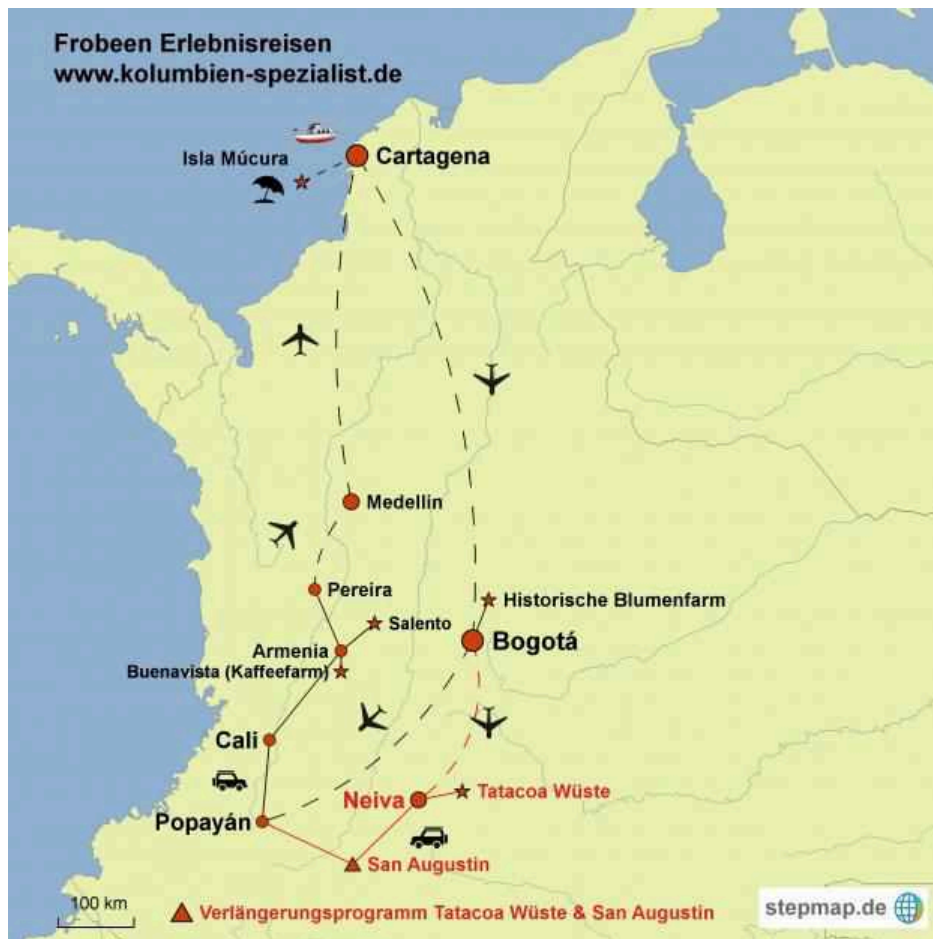 Frobeen Erlebnisreisen
www.kolumbien-spezialist.de
Isla Múcura
Cartagena
Medellin
Pereira
Historische Blumenfarm
Salento
Bogotá
Armenia
Buenavista (Kaffeefarm)
Cali
Neiva
Tatacoa Wüste
Popayán
San Augustin
100 km
Verlängerungsprogramm Tatacoa Wüste & San Augustin
stepmap.de